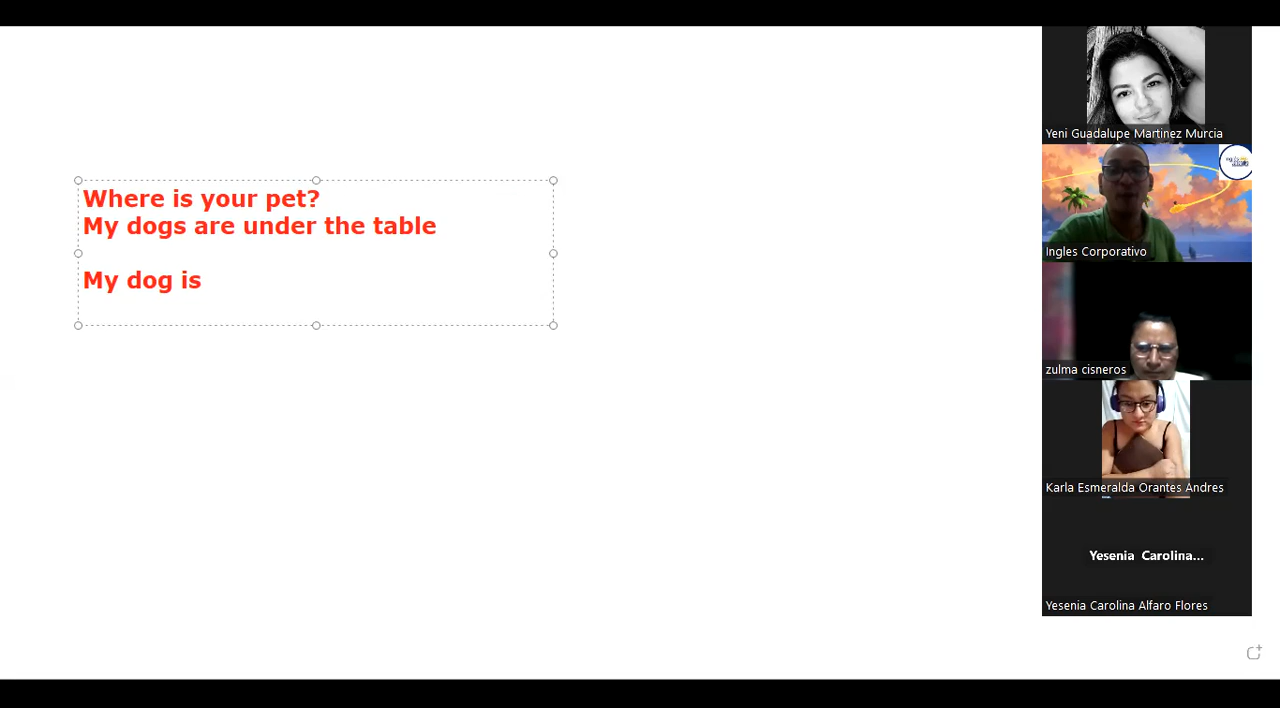 Where is your pet?
My dogs are under the table
My dog is
Yeni Guadalupe Martinez Murcia
Ingles Corporativo
zulma cisneros
Karla Esmeralda Orantes Andres
Yesenia Carolina...
Yesenia Carolina Alfaro Flores